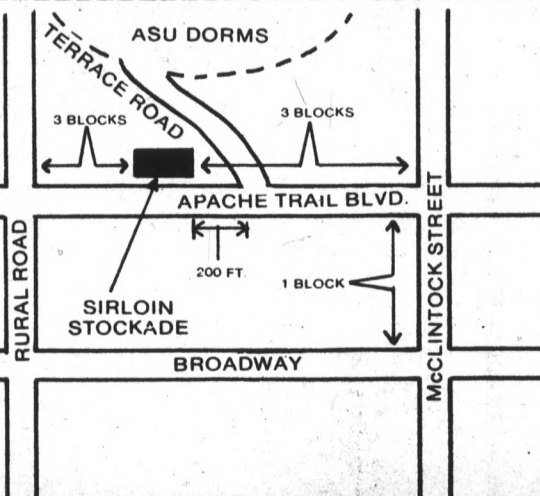 ASU DORMS
TERRACE ROAD
3 BLOCKS
3 BLOCKS
APACHE TRAIL BLVD.
200 FT.
1 BLOCK
SIRLOIN
STOCKADE
RURAL ROAD
McCLINTOCK STREET
BROADWAY